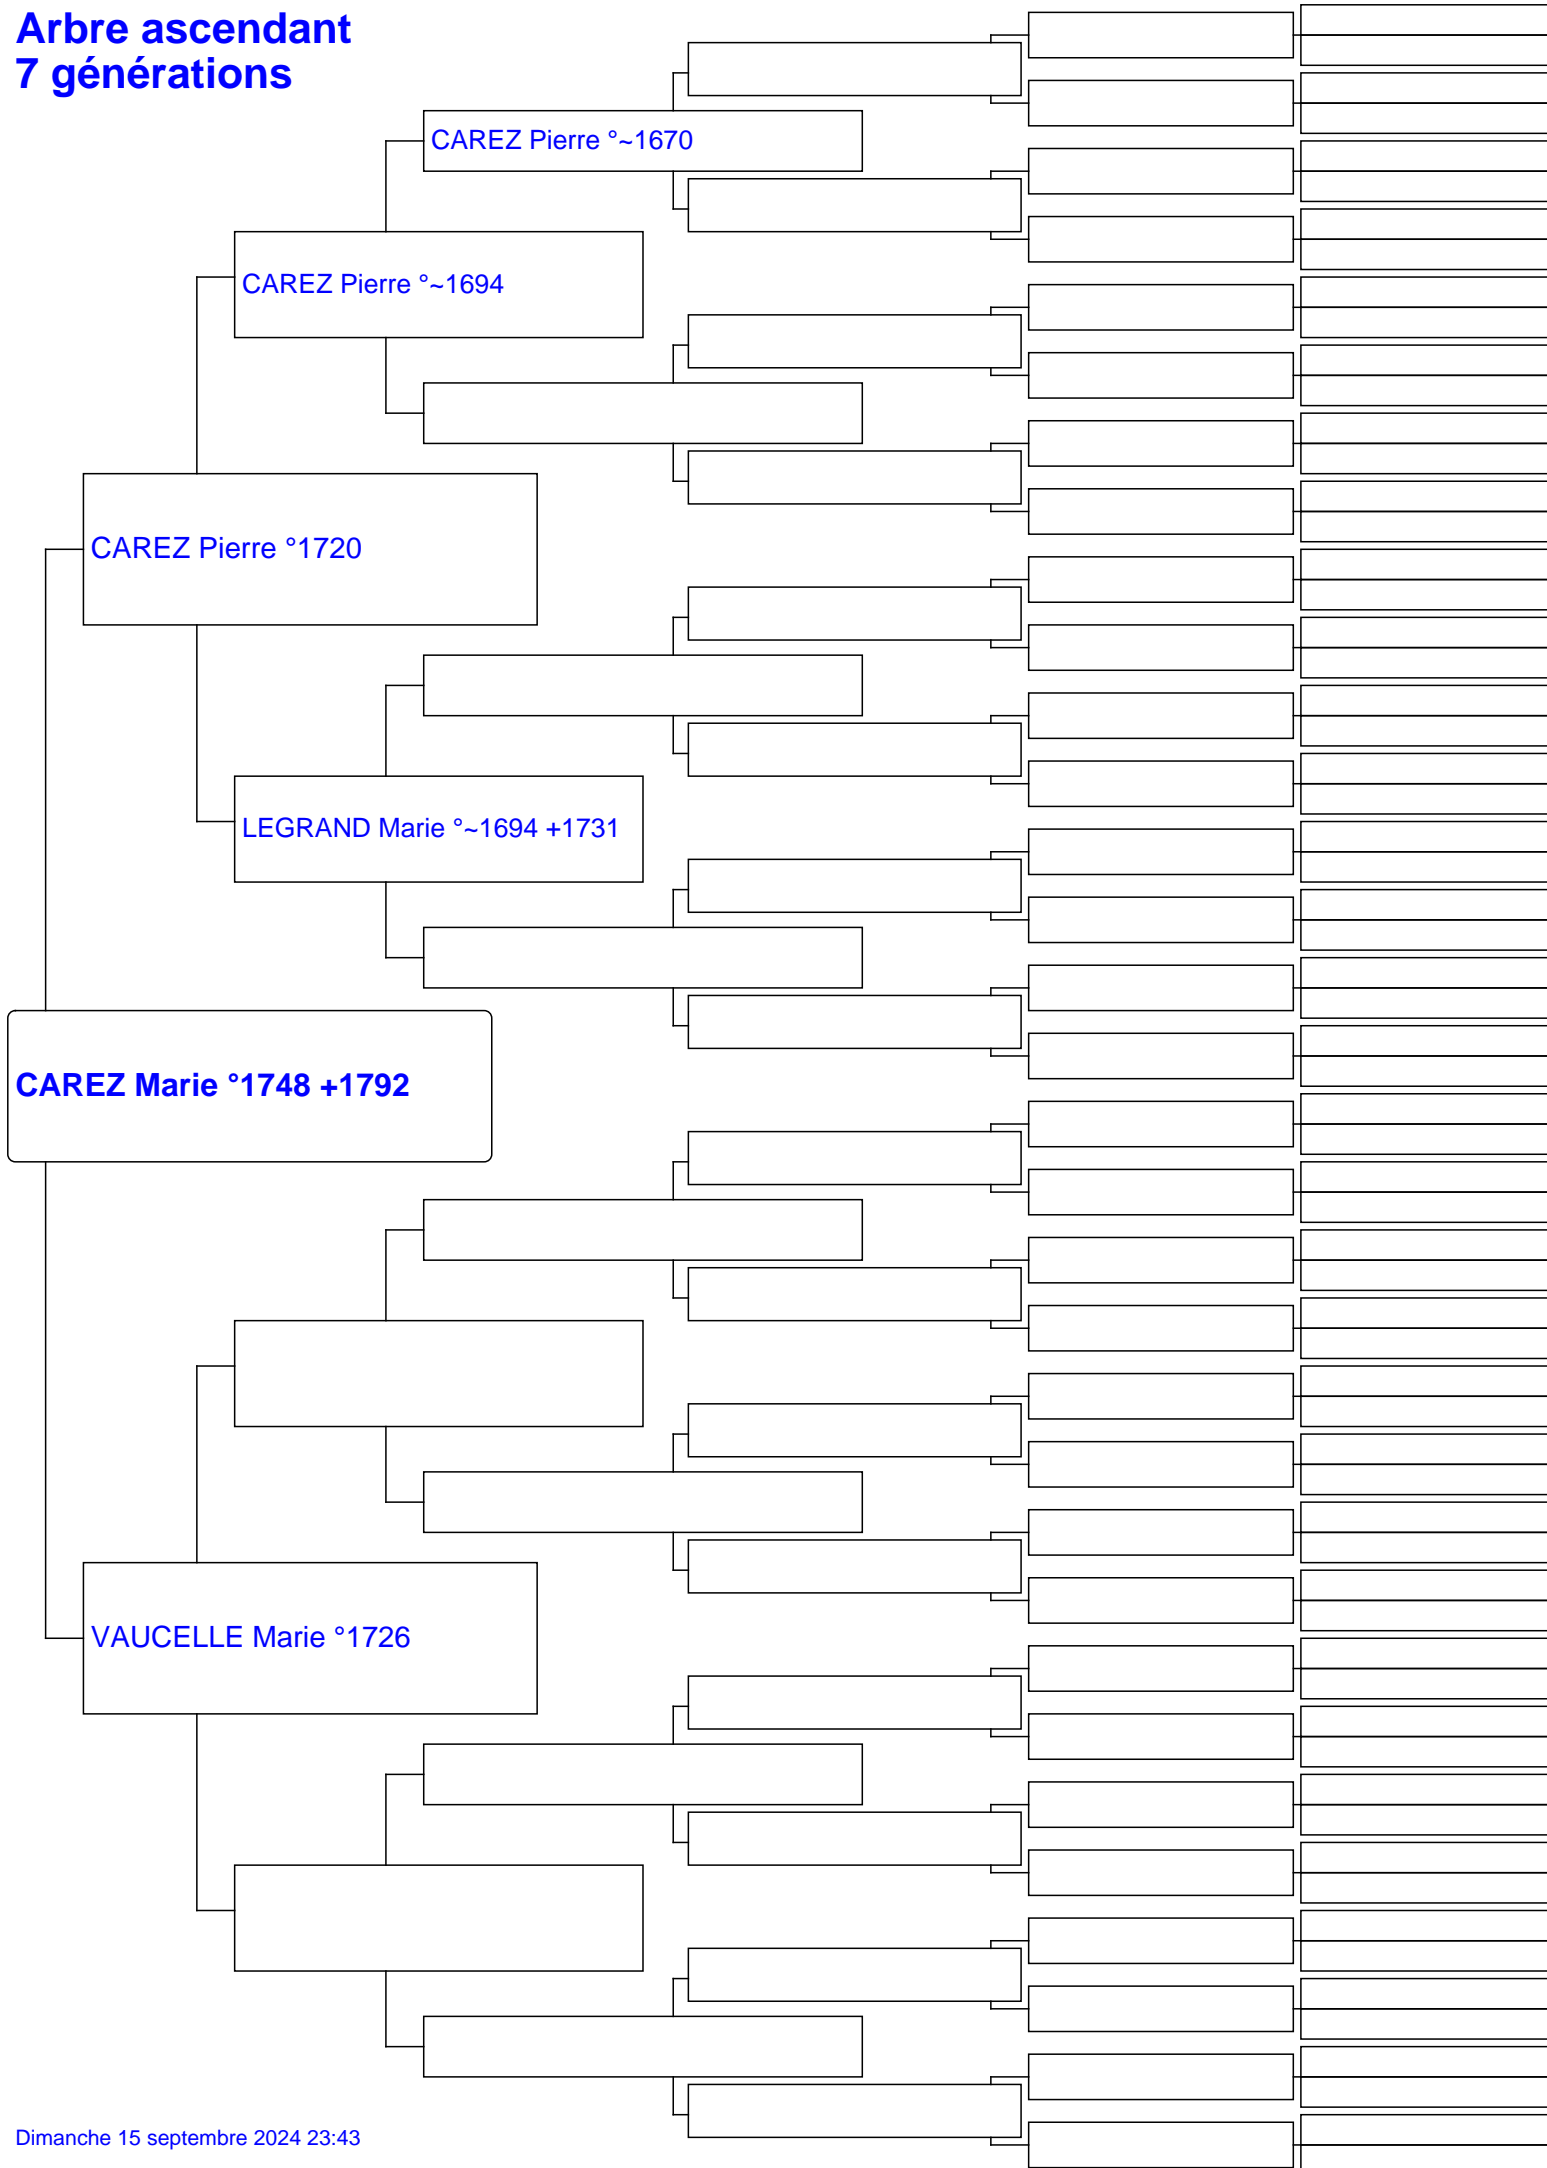 Arbre ascendant
7 générations
CAREZ Pierre °~1670
CAREZ Pierre °~1694
CAREZ Pierre °1720
LEGRAND Marie °~1694 +1731
CAREZ Marie °1748 +1792
VAUCELLE Marie °1726
Dimanche 15 septembre 2024 23:43